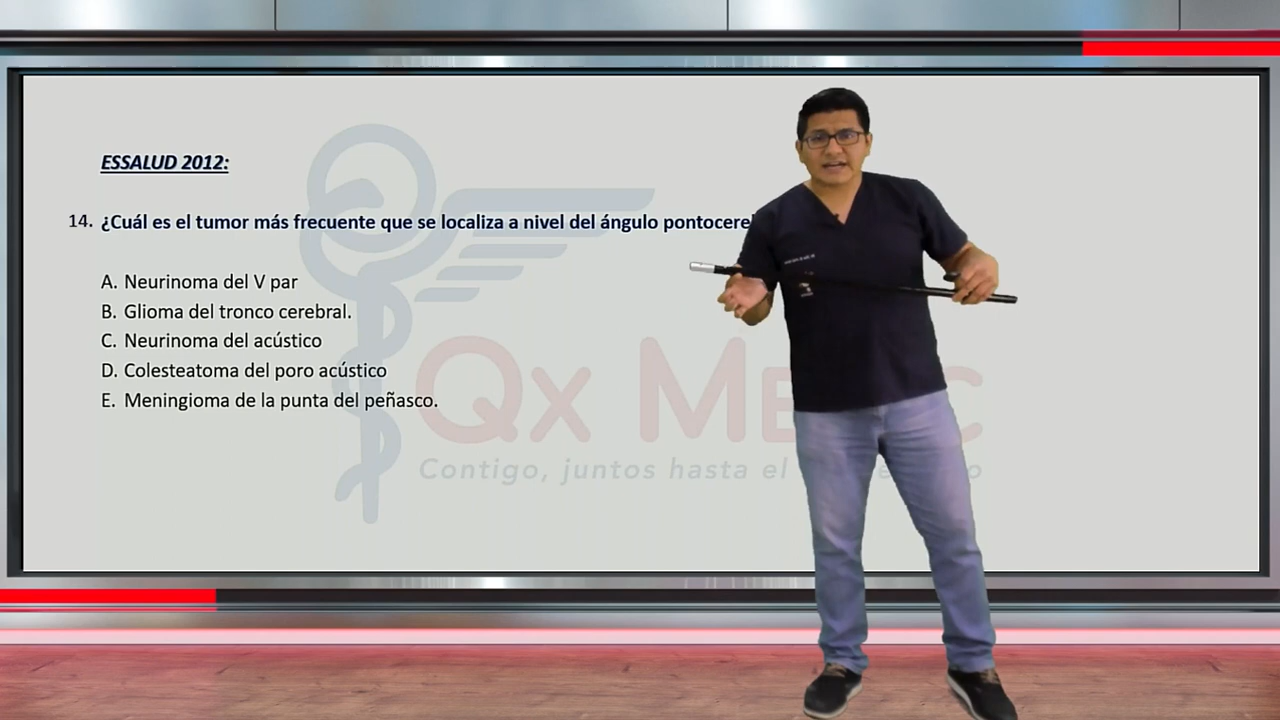 ESSALUD 2012:
14. ¿Cuál es el tumor más frecuente que se localiza a nivel del ángulo
A. Neurinoma del V par
B. Glioma del tronco cerebral.
C. Neurinoma del acústico
D. Colesteatoma del poro acústico
E. Meningioma de la punta del peñasco.
Qx
Contigo, juntos hasta el